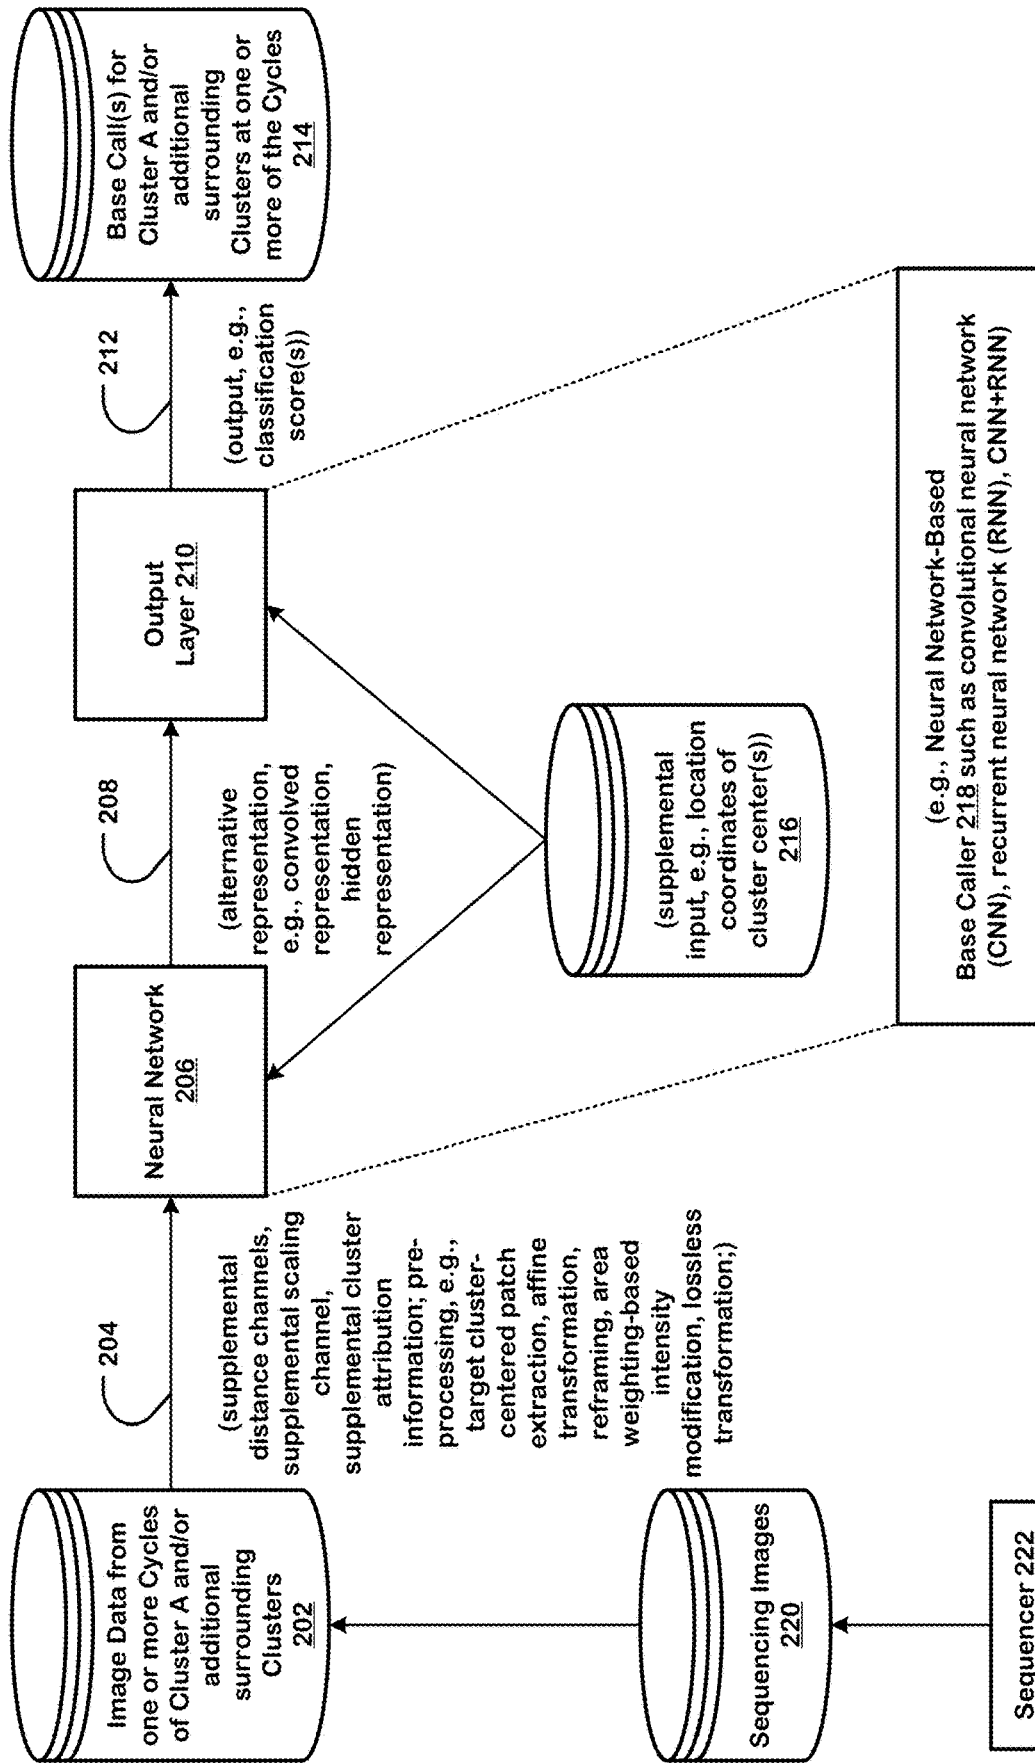 Image Data from
one or more Cycles
of Cluster A and/or
additional
surrounding
Clusters
202
204
(supplemental
distance channels,
supplemental scaling
channel,
supplemental cluster
attribution
information; pre-
processing, e.g.,
target cluster-
centered patch
extraction, affine
transformation,
reframing, area
weighting-based
intensity
modification, lossless
transformation;)
Neural Network
206
208
(alternative
representation,
e.g., convolved
representation,
hidden
representation)
Output
Layer 210
212
(output, e.g.,
classification
score(s))
Base Call(s) for
Cluster A and/or
additional
surrounding
Clusters at one or
more of the Cycles
214
(supplemental
input, e.g., location
coordinates of
cluster center(s))
216
Sequencing Images
220
Sequencer 222
(e.g., Neural Network-Based
Base Caller 218 such as convolutional neural network
(CNN), recurrent neural network (RNN), CNN+RNN)